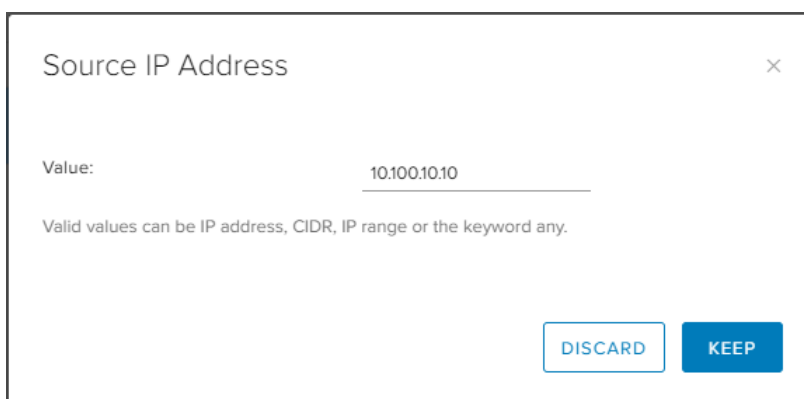 Source IP Address
Value:
10.100.10.10
Valid values can be IP address, CIDR, IP range or the keyword any.
DISCARD
KEEP